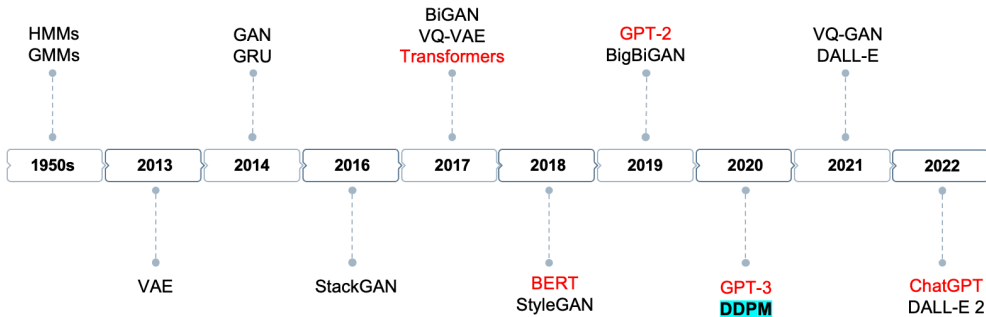 HMMs
GMMs
GAN
GRU
BiGAN
VQ-VAE
Transformers
GPT-2
BigBiGAN
VQ-GAN
DALL-E
1950s
2013
2014
2016
2017
2018
2019
2020
2021
2022
VAE
StackGAN
BERT
StyleGAN
GPT-3
DDPM
ChatGPT
DALL-E 2